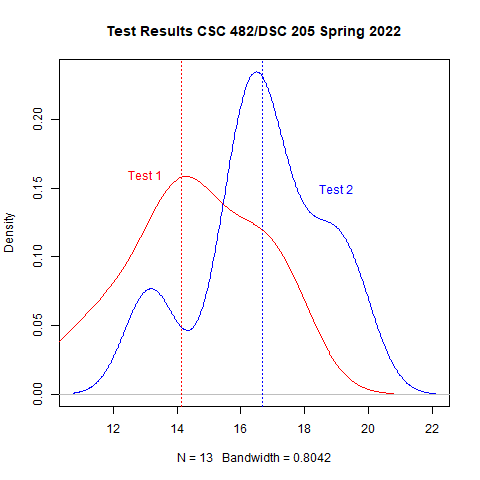 Test Results CSC 482/DSC 205 Spring 2022
Density
0.00
0.05
0.10
0.15
0.20
Test 1
Test 2
12
14
16
18
20
22
N = 13   Bandwidth = 0.8042